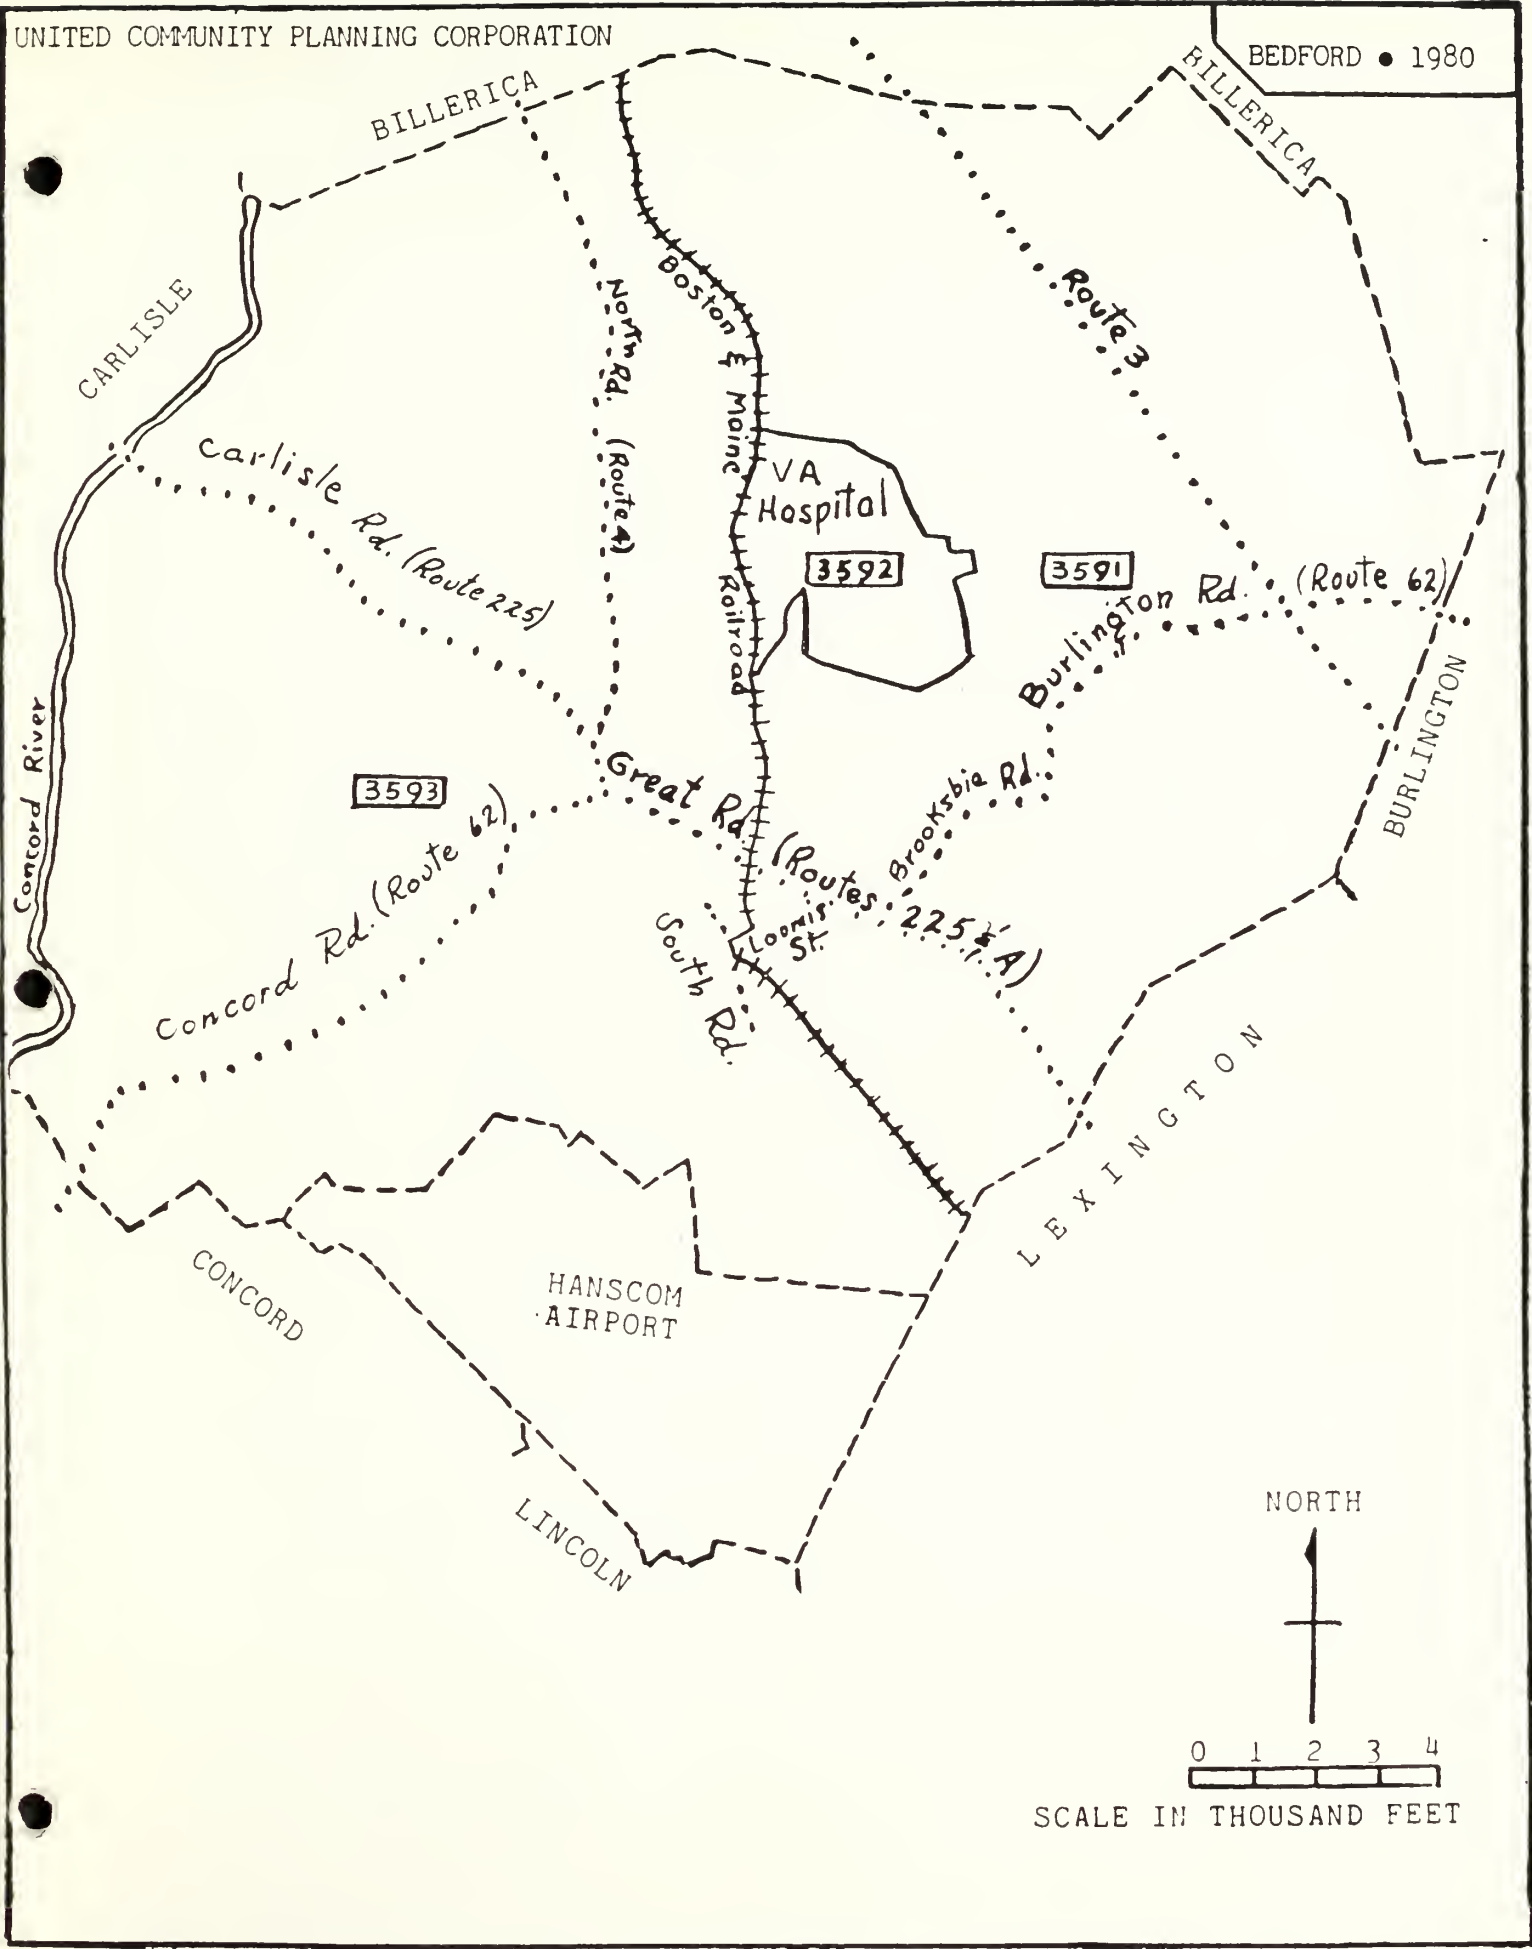 UNITED COMMUNITY PLANNING CORPORATION
BEDFORD ● 1980
BILLERICA
BILLERICA
CARLISLE
Boston & Maine Railroad
North Rd. (Route 4)
Route 3
Carlisle Rd. (Route 225)
VA
Hospital
3592
3591
Burlington Rd. (Route 62)
BURLINGTON
Concord River
3593
Great Rd. (Routes 225 & 4)
Brooksbie Rd.
Concord Rd. (Route 62)
Loomis
St.
South Rd.
LEXINGTON
CONCORD
HANSCOM
AIRPORT
LINCOLN
NORTH
0 1 2 3 4
SCALE IN THOUSAND FEET